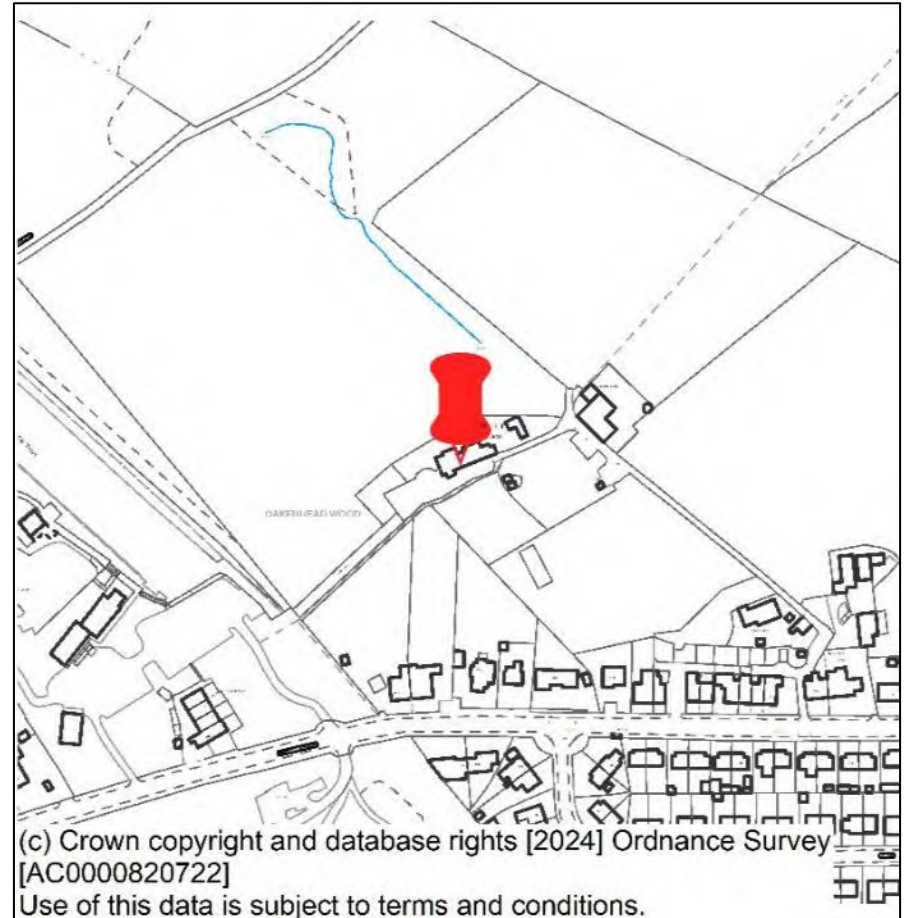 OAKENHEAD WOOD
(c) Crown copyright and database rights [2024] Ordnance Survey
[AC0000820722]
Use of this data is subject to terms and conditions.